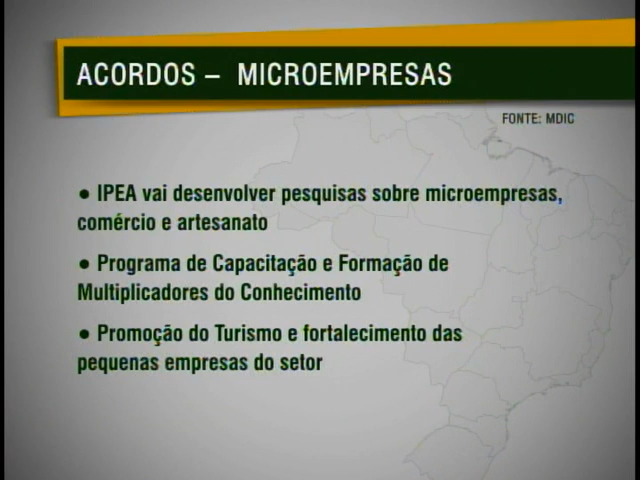 ACORDOS – MICROEMPRESAS
FONTE: MDIC
● IPEA vai desenvolver pesquisas sobre microempresas,
comércio e artesanato
● Programa de Capacitação e Formação de
Multiplicadores do Conhecimento
● Promoção do Turismo e fortalecimento das
pequenas empresas do setor